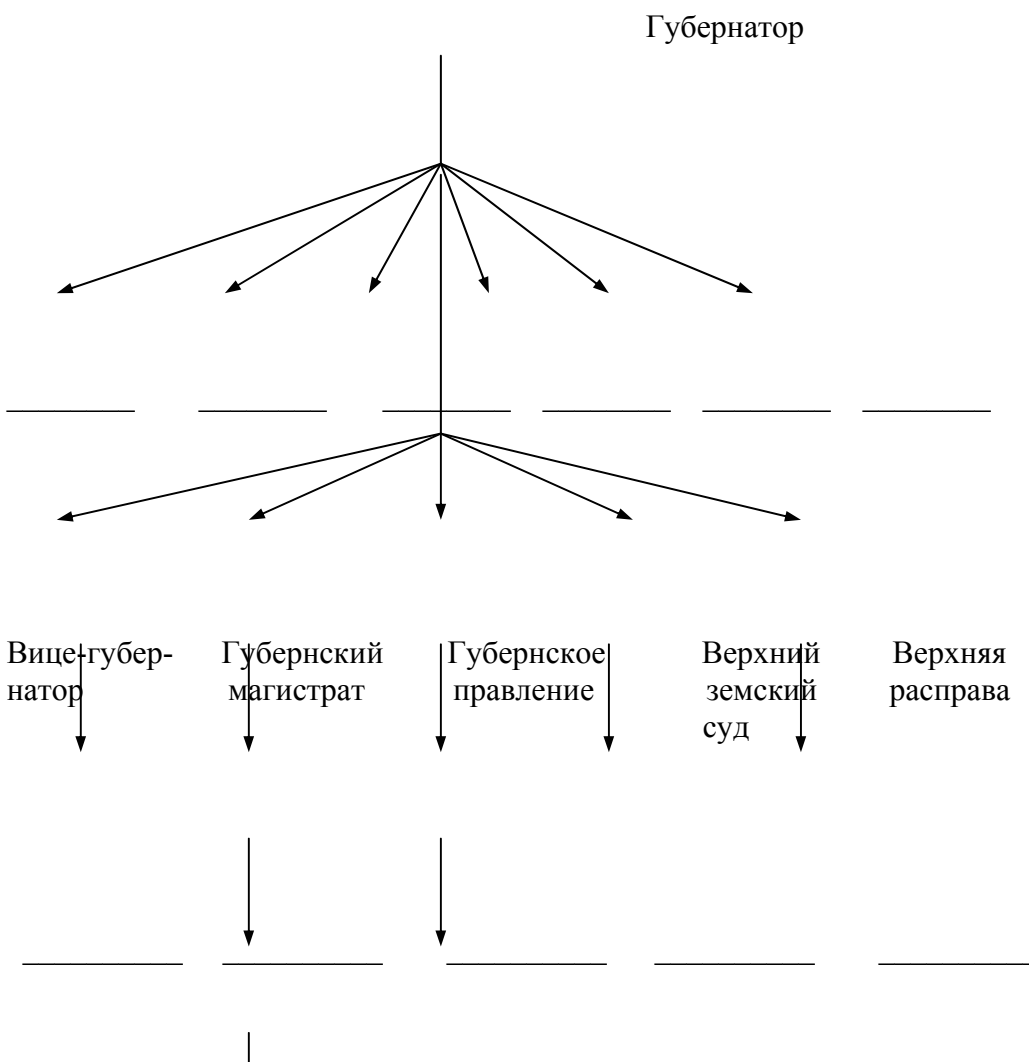 Губернатор
Вице-губер-
натор
Губернский
магистрат
Губернское
правление
Верхний
земский
суд
Верхняя
расправа